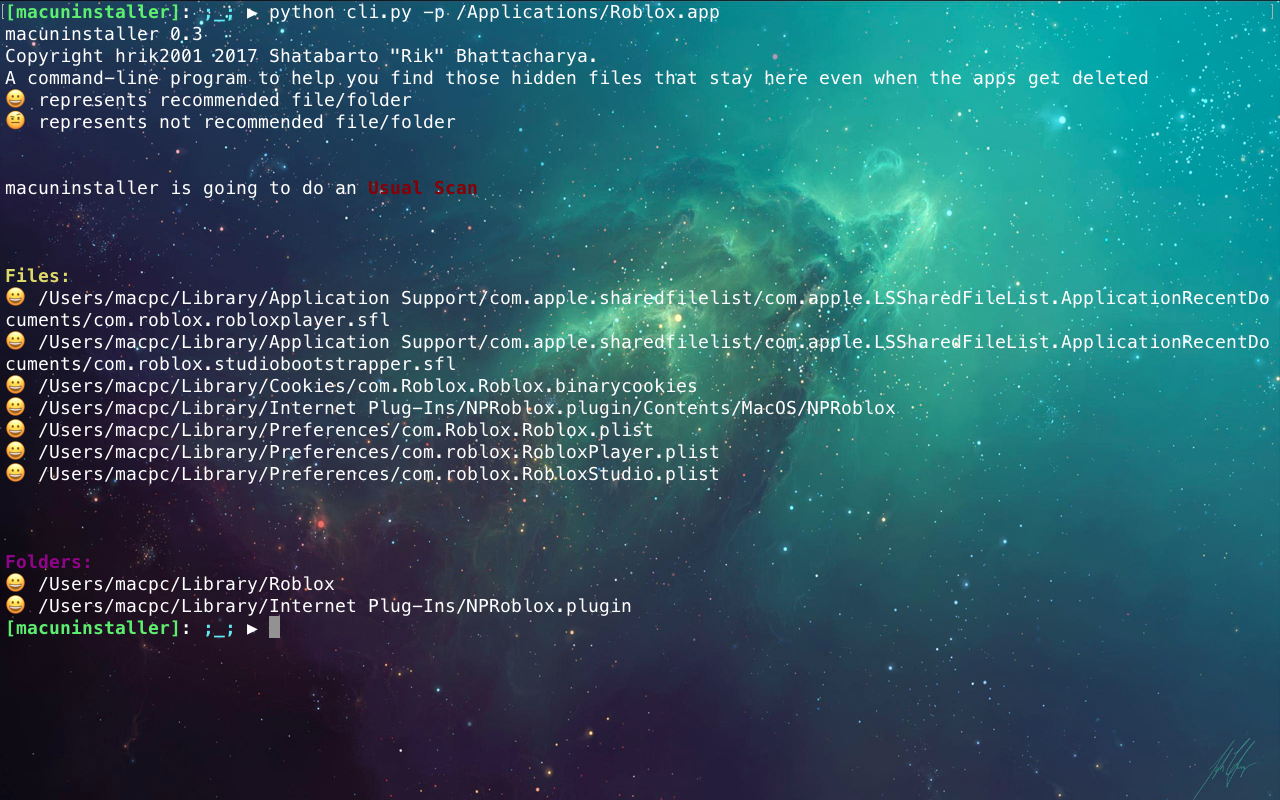 [macuninstaller]: ;_; ▶ python cli.py -p /Applications/Roblox.app
macuninstaller 0.3
Copyright hrik2001 2017 Shatabarto "Rik" Bhattacharya.
A command-line program to help you find those hidden files that stay here even when the apps get deleted
😀 represents recommended file/folder
🤨 represents not recommended file/folder
macuninstaller is going to do an Usual Scan
Files:
😀 /Users/macpc/Library/Application Support/com.apple.sharedfilelist/com.apple.LSSharedFileList.ApplicationRecentDo
cuments/com.roblox.robloxplayer.sfl
😀 /Users/macpc/Library/Application Support/com.apple.sharedfilelist/com.apple.LSSharedFileList.ApplicationRecentDo
cuments/com.roblox.studiobootstrapper.sfl
😀 /Users/macpc/Library/Cookies/com.Roblox.Roblox.binarycookies
😀 /Users/macpc/Library/Internet Plug-Ins/NPRoblox.plugin/Contents/MacOS/NPRoblox
😀 /Users/macpc/Library/Preferences/com.Roblox.Roblox.plist
😀 /Users/macpc/Library/Preferences/com.roblox.RobloxPlayer.plist
😀 /Users/macpc/Library/Preferences/com.roblox.RobloxStudio.plist
Folders:
😀 /Users/macpc/Library/Roblox
😀 /Users/macpc/Library/Internet Plug-Ins/NPRoblox.plugin
[macuninstaller]: ;_; ▶